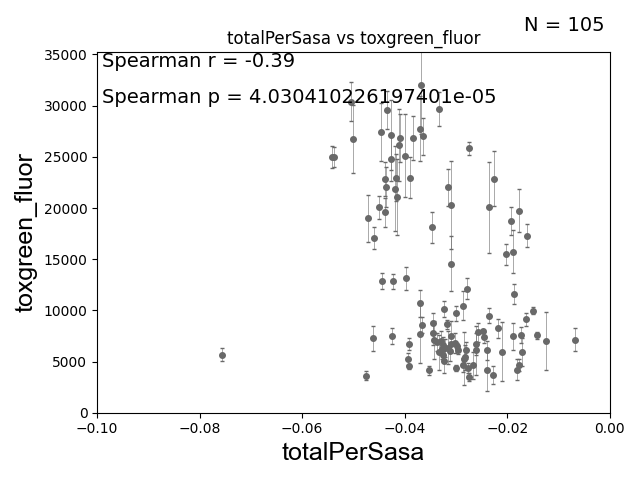 N = 105
totalPerSasa vs toxgreen_fluor
Spearman r = -0.39
Spearman p = 4.030410226197401e-05
toxgreen_fluor
35000
30000
25000
20000
15000
10000
5000
0
−0.10
−0.08
−0.06
−0.04
−0.02
0.00
totalPerSasa